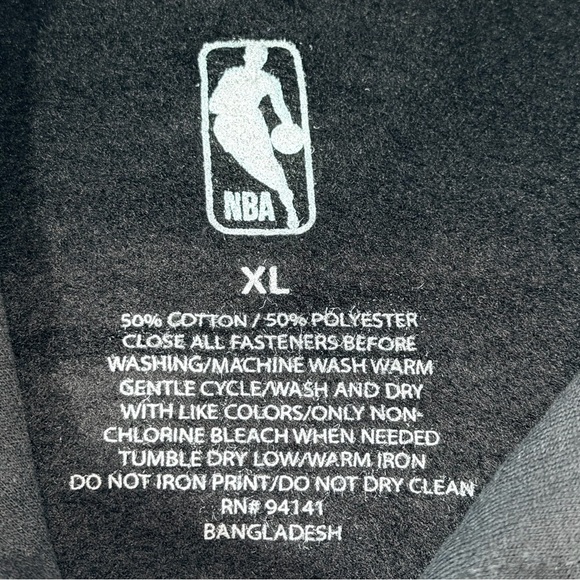 NBA
XL
50% COTTON / 50% POLYESTER
CLOSE ALL FASTENERS BEFORE
WASHING/MACHINE WASH WARM
GENTLE CYCLE/WASH AND DRY
WITH LIKE COLORS/ONLY NON-
CHLORINE BLEACH WHEN NEEDED
TUMBLE DRY LOW/WARM IRON
DO NOT IRON PRINT/DO NOT DRY CLEAN
RN# 94141
BANGLADESH